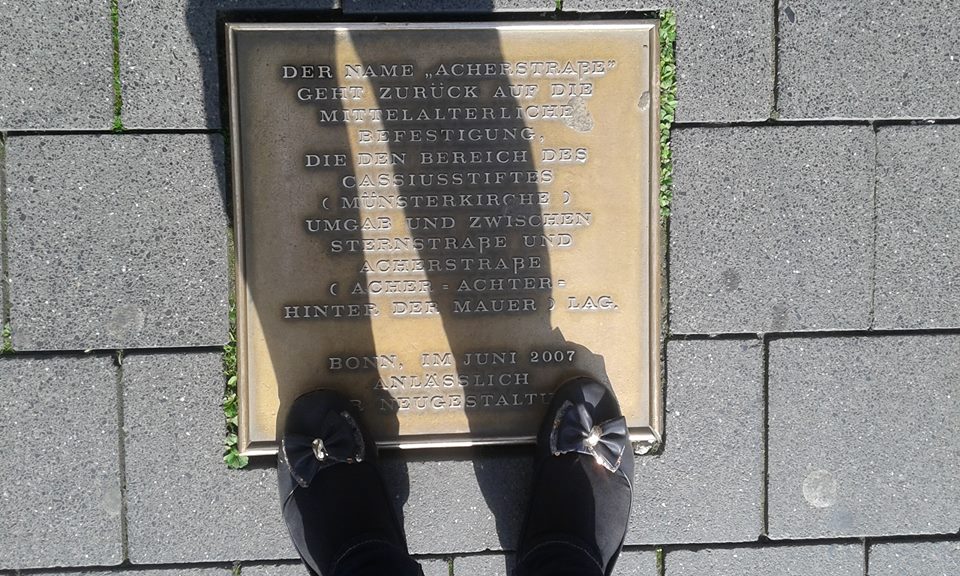 DER NAME „ACHERSTRAßE”
GEHT ZURÜCK AUF DIE
MITTELALTERLICHE
BEFESTIGUNG,
DIE DEN BEREICH DES
CASSIUSSTIFTES
( MÜNSTERKIRCHE )
UMGAB UND ZWISCHEN
STERNSTRAßE UND
ACHERSTRAßE
( ACHER = ACHTER =
HINTER DER MAUER ) LAG.
BONN, IM JUNI 2007
ANLÄSSLICH